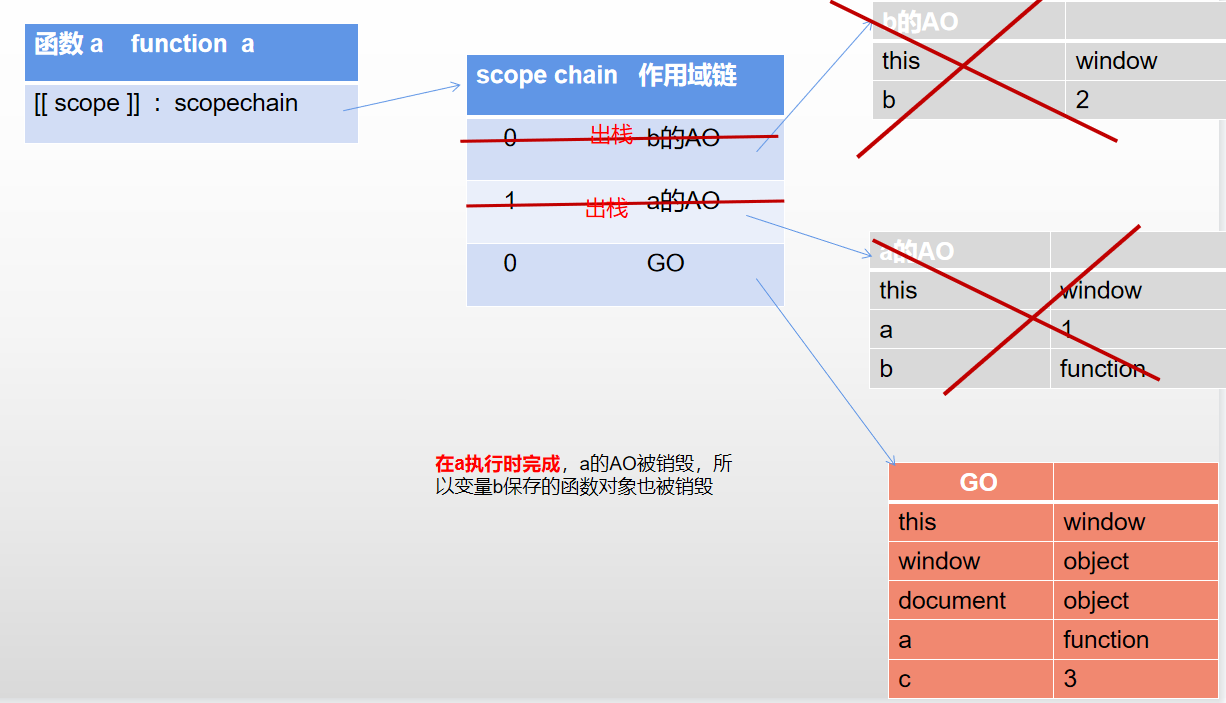 函数 a function a
[[ scope ]] : scopechain
scope chain 作用域链
0 出栈 b的AO
1 出栈 a的AO
0 GO
b的AO
this window
b 2
a的AO
this window
a 1
b function
在a执行时完成，a的AO被销毁，所
以变量b保存的函数对象也被销毁
GO
this window
window object
document object
a function
c 3